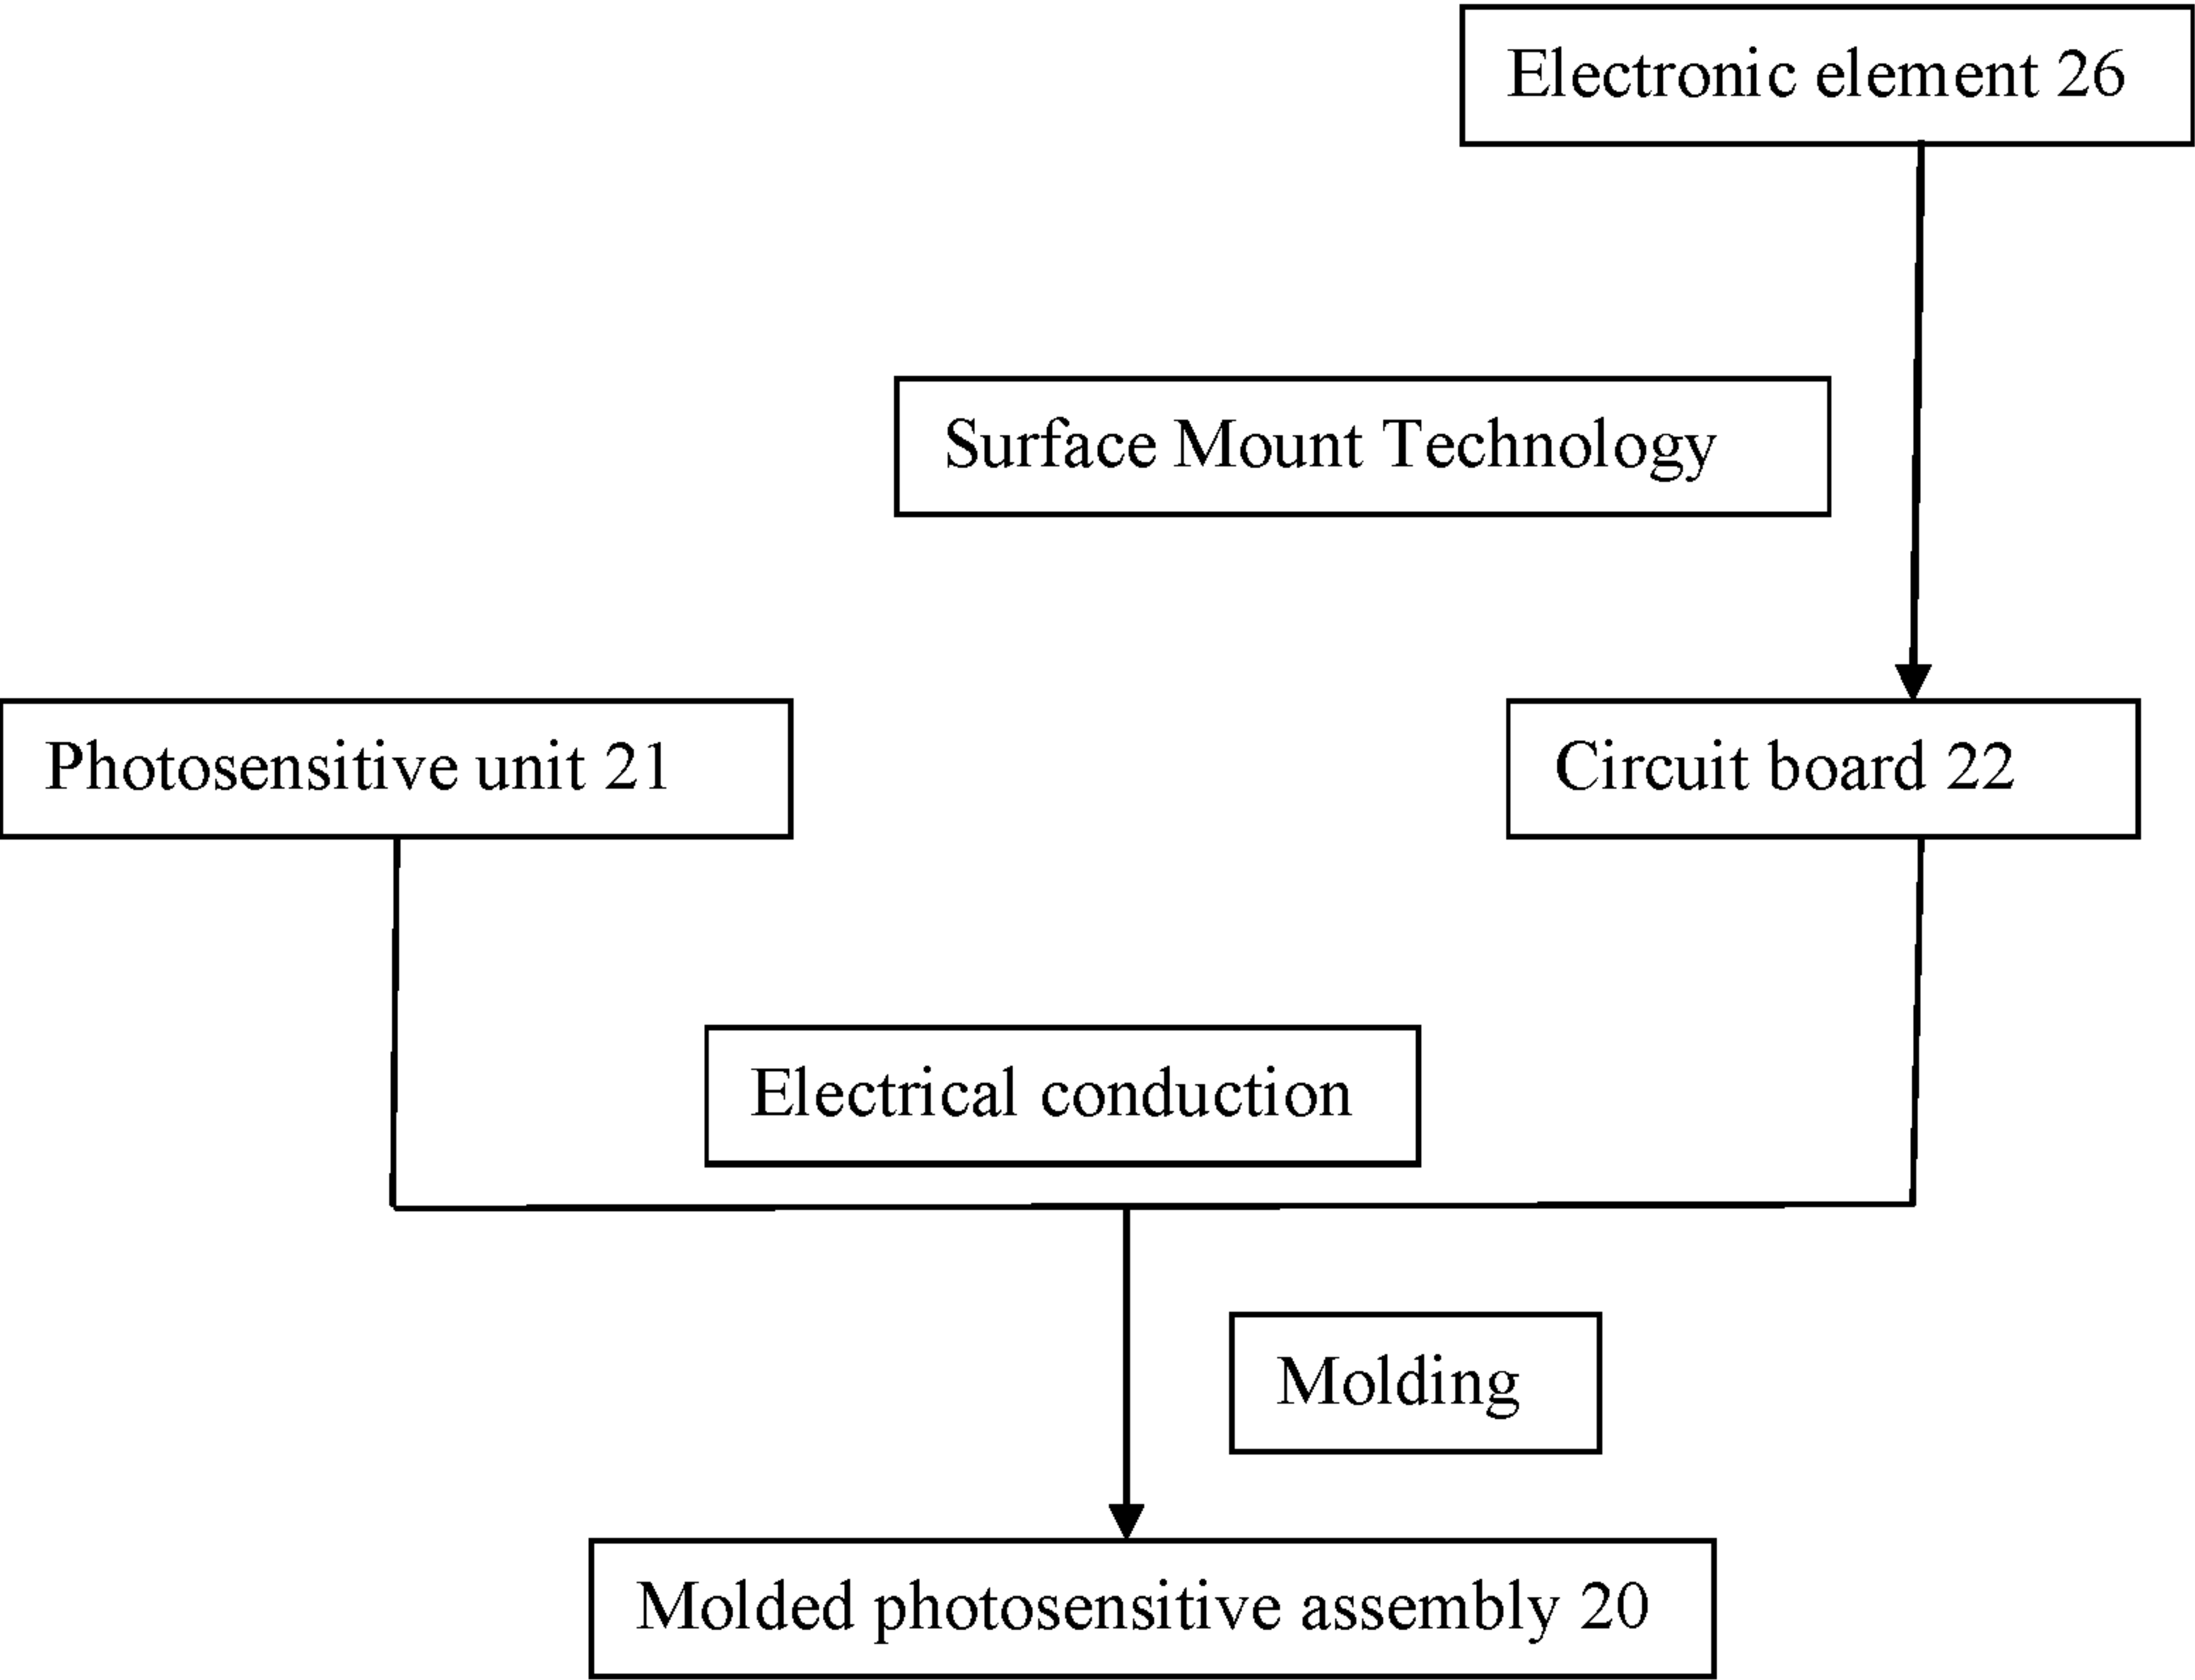 Electronic element 26
Surface Mount Technology
Photosensitive unit 21
Circuit board 22
Electrical conduction
Molding
Molded photosensitive assembly 20